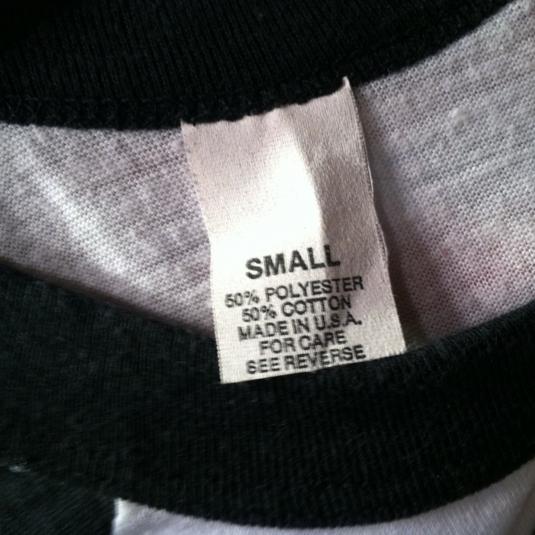 SMALL
50% POLYESTER
50% COTTON
MADE IN U.S.A.
FOR CARE
SEE REVERSE